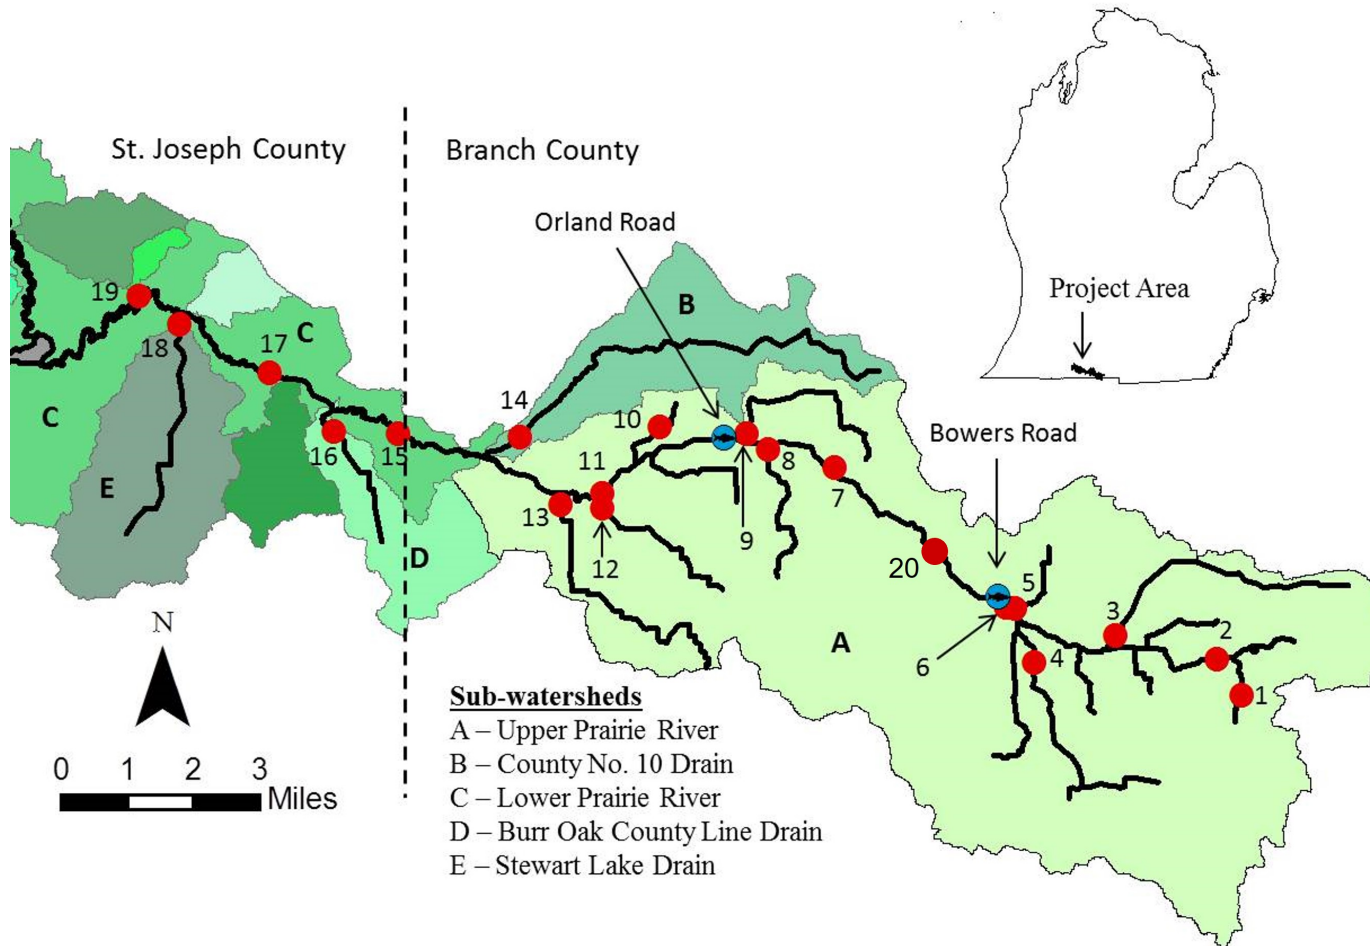 St. Joseph County
Branch County
Orland Road
B
Project Area
19
18
17
C
C
14
10
Bowers Road
16
15
11
8
7
E
13
9
D
12
20
5
N
3
2
A
6
4
1
Sub-watersheds
A – Upper Prairie River
B – County No. 10 Drain
C – Lower Prairie River
D – Burr Oak County Line Drain
E – Stewart Lake Drain
0 1 2 3
Miles